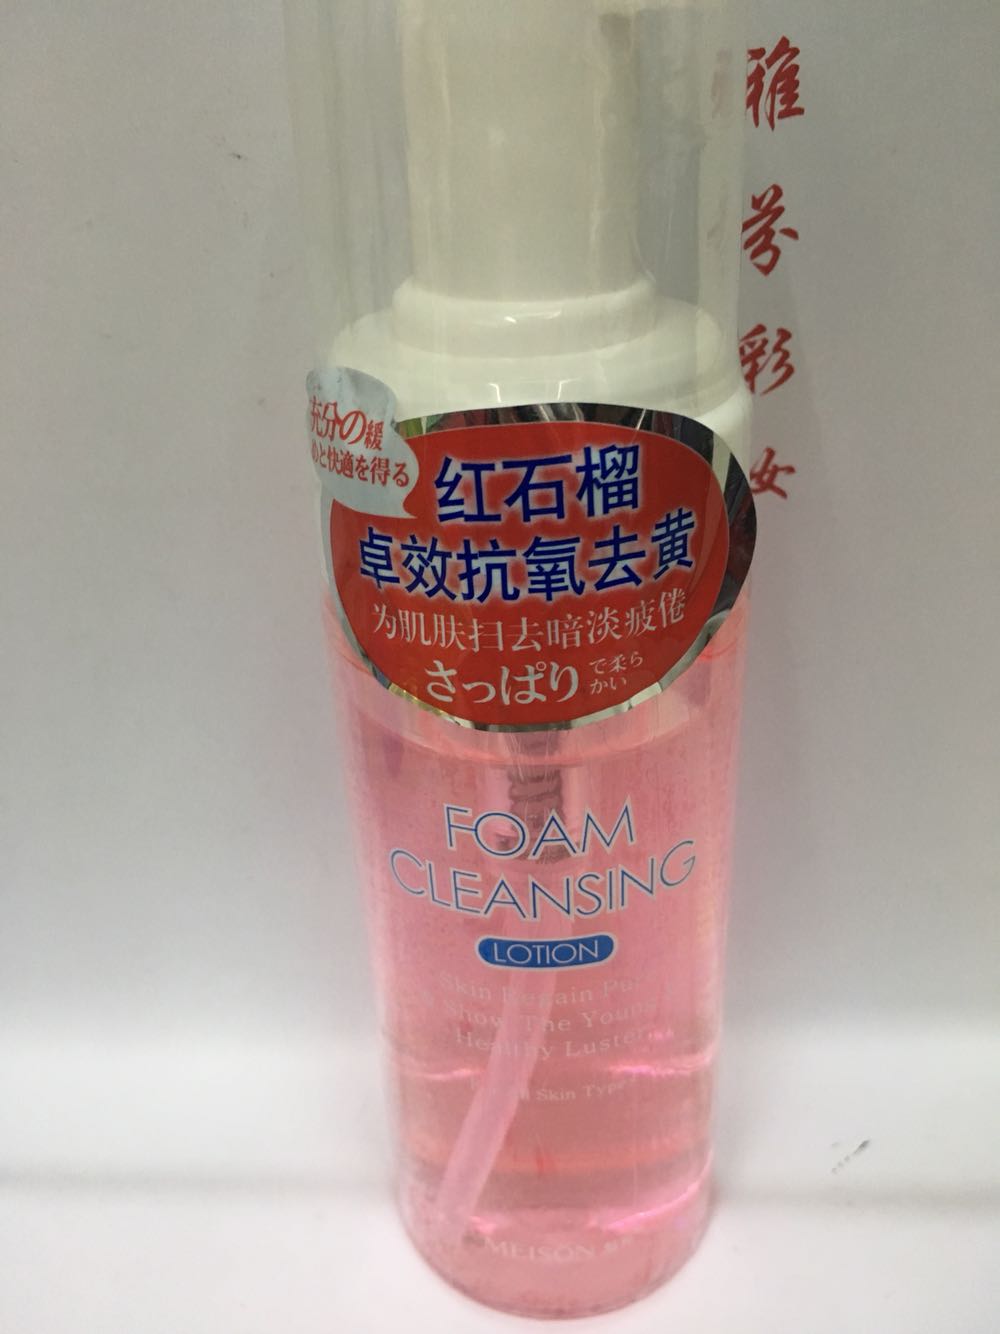 雅芬彩女
充分の緩
めと快適を得る
红石榴
卓效抗氧去黄
为肌肤扫去暗淡疲倦
さっぱり で柔ら
かい
FOAM
CLEANSING
LOTION
Skin Regain
Show The Young
Healthy Luster
Skin Type
MEISON